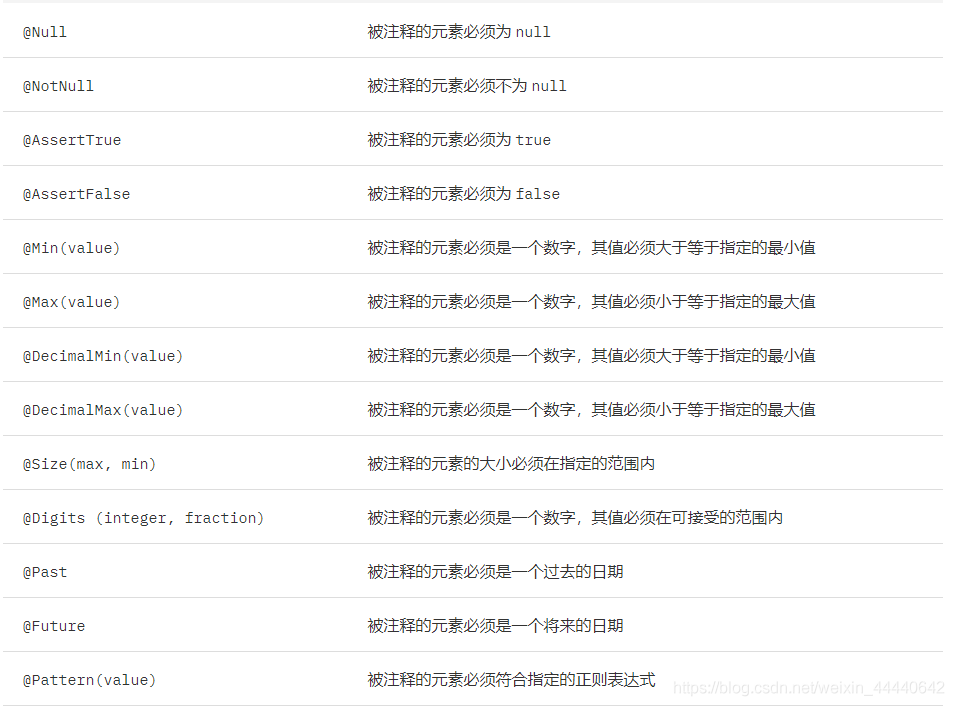 @Null 被注释的元素必须为 null
@NotNull 被注释的元素必须不为 null
@AssertTrue 被注释的元素必须为 true
@AssertFalse 被注释的元素必须为 false
@Min(value) 被注释的元素必须是一个数字，其值必须大于等于指定的最小值
@Max(value) 被注释的元素必须是一个数字，其值必须小于等于指定的最大值
@DecimalMin(value) 被注释的元素必须是一个数字，其值必须大于等于指定的最小值
@DecimalMax(value) 被注释的元素必须是一个数字，其值必须小于等于指定的最大值
@Size(max, min) 被注释的元素的大小必须在指定的范围内
@Digits (integer, fraction) 被注释的元素必须是一个数字，其值必须在可接受的范围内
@Past 被注释的元素必须是一个过去的日期
@Future 被注释的元素必须是一个将来的日期
@Pattern(value) 被注释的元素必须符合指定的正则表达式
https://blog.csdn.net/weixin_44440642